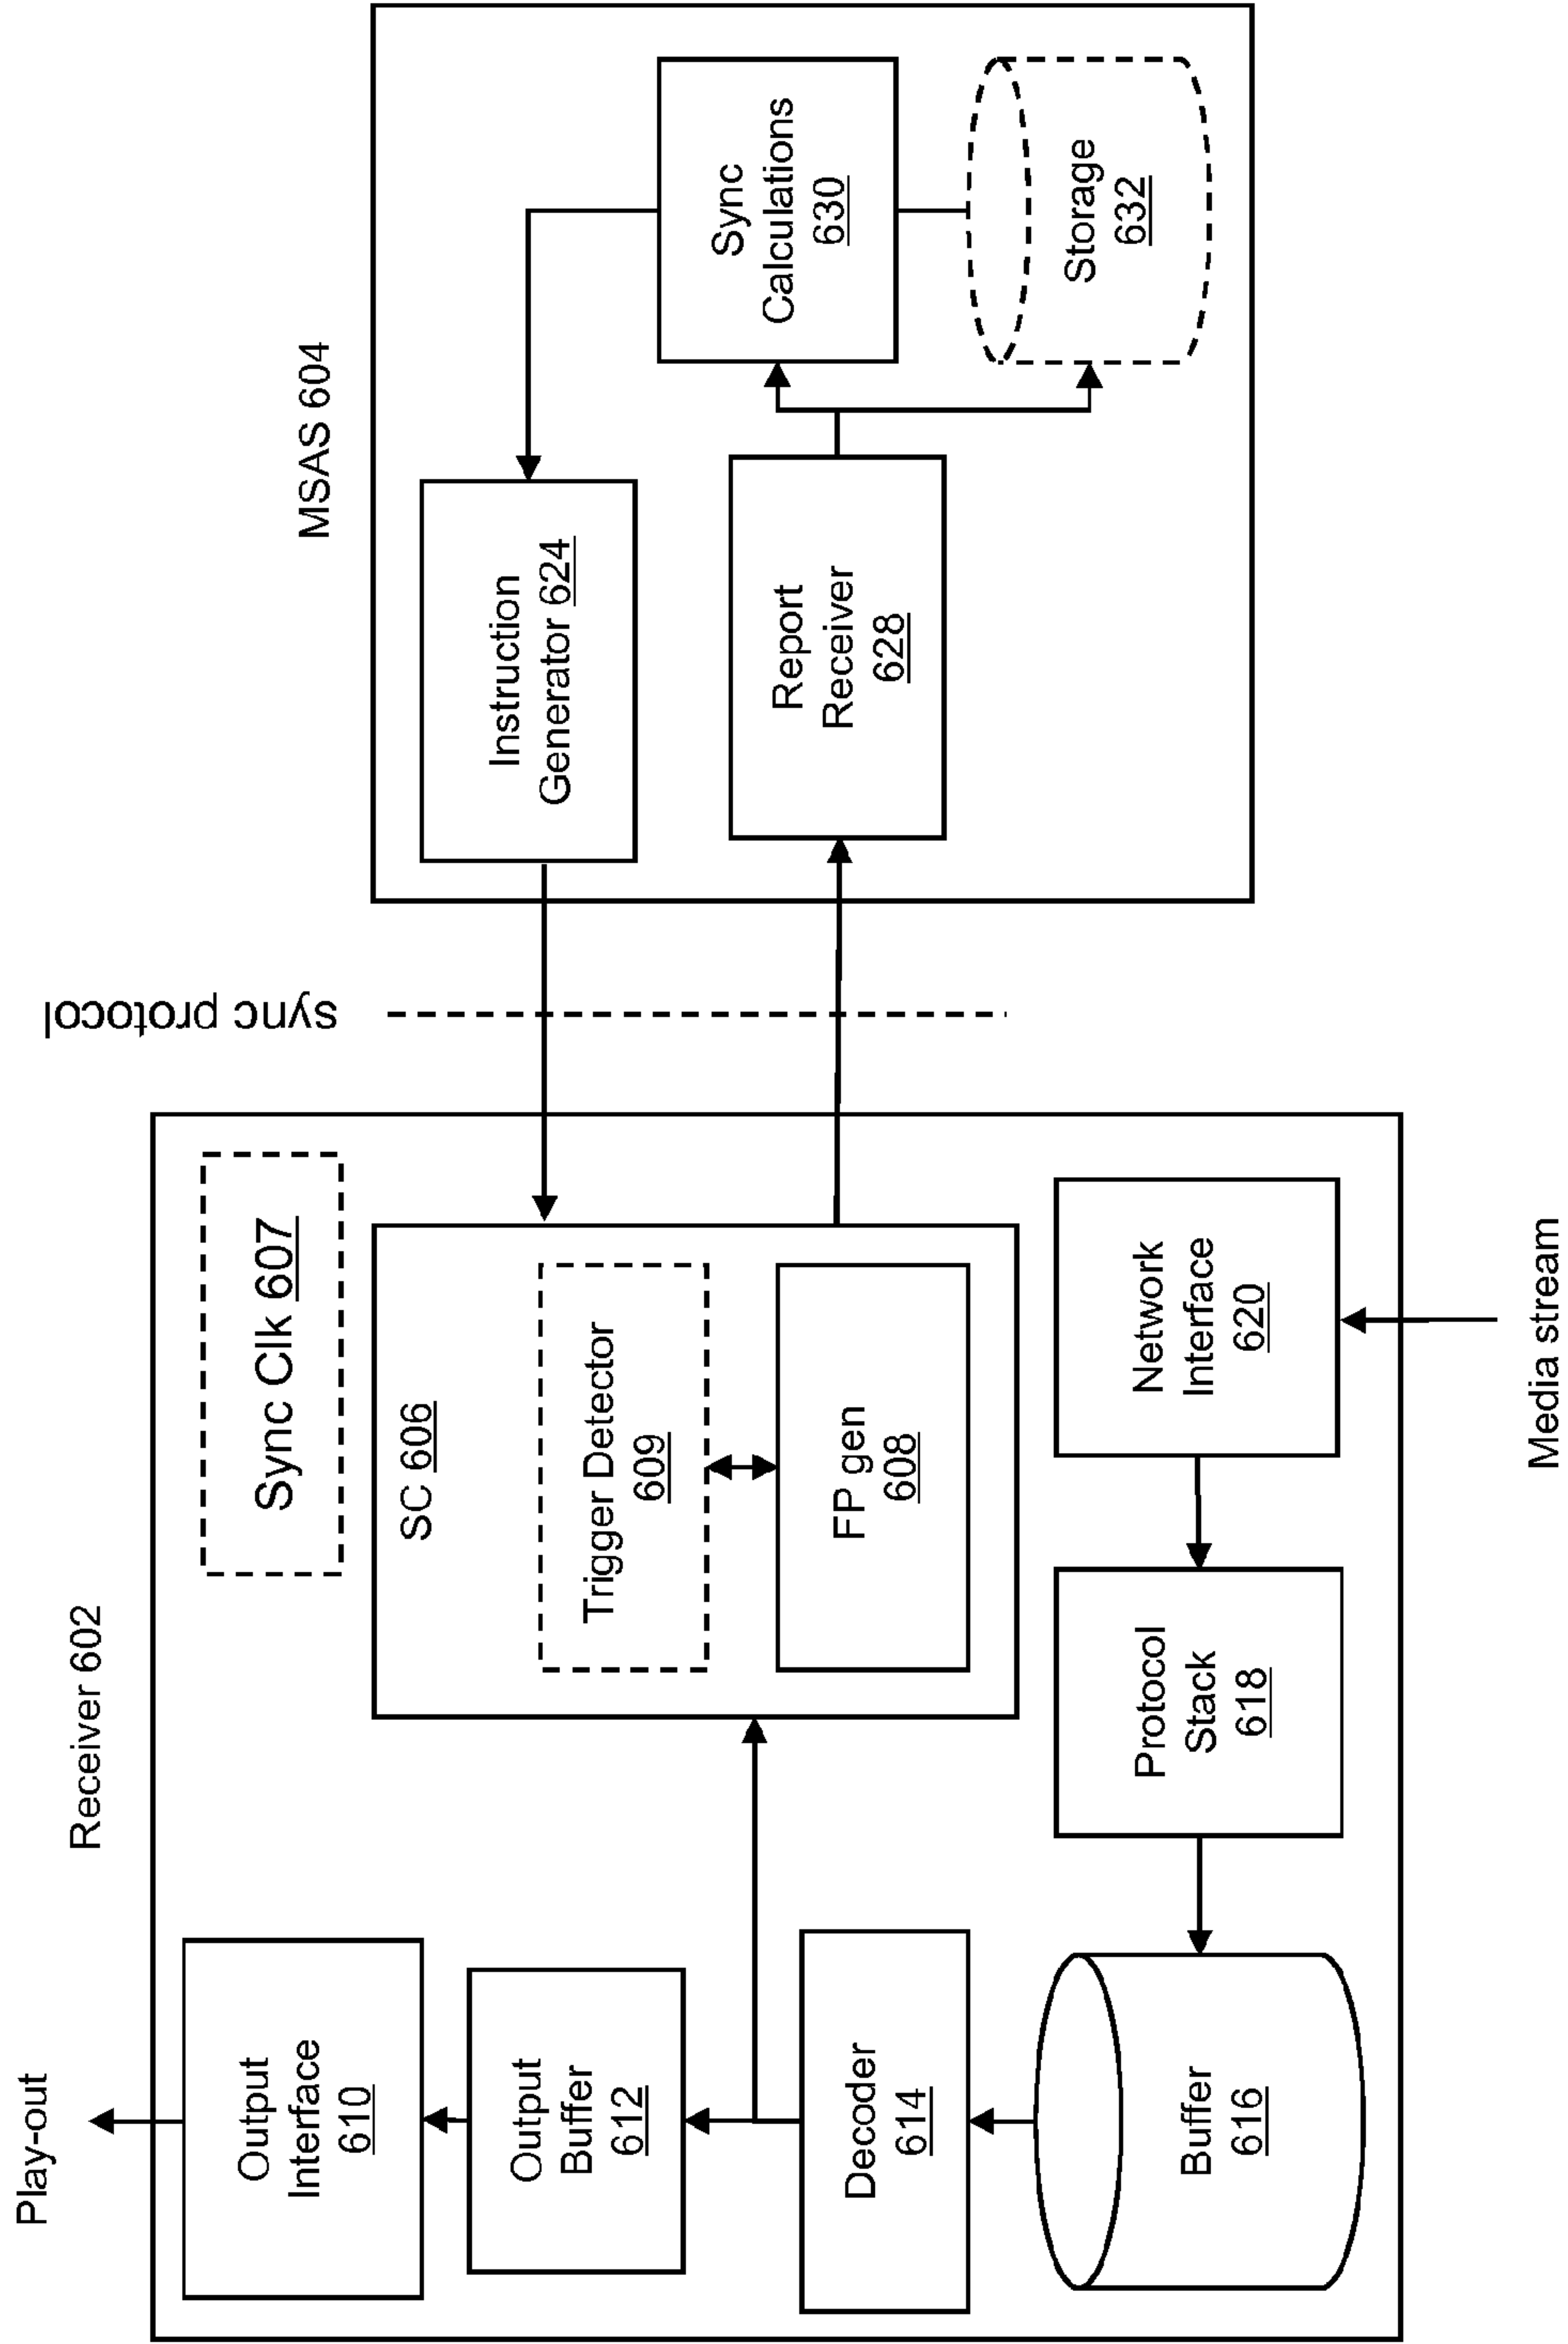 Play-out
Receiver 602
Output
Interface
610
Sync Clk 607
Output
Buffer
612
SC 606
Trigger Detector
609
FP gen
608
Decoder
614
Buffer
616
Protocol
Stack
618
Network
Interface
620
Media stream
sync protocol
MSAS 604
Instruction
Generator 624
Report
Receiver
628
Sync
Calculations
630
Storage
632